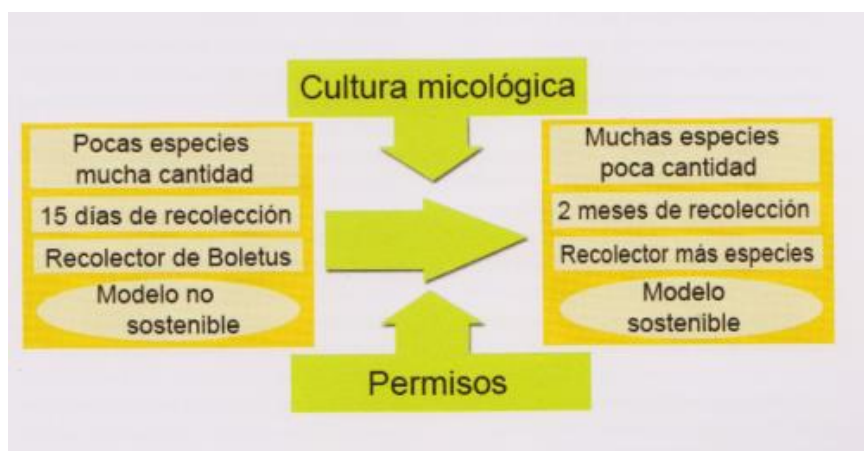 Cultura micológica
Pocas especies
mucha cantidad
15 días de recolección
Recolector de Boletus
Modelo no
sostenible
Muchas especies
poca cantidad
2 meses de recolección
Recolector más especies
Modelo
sostenible
Permisos